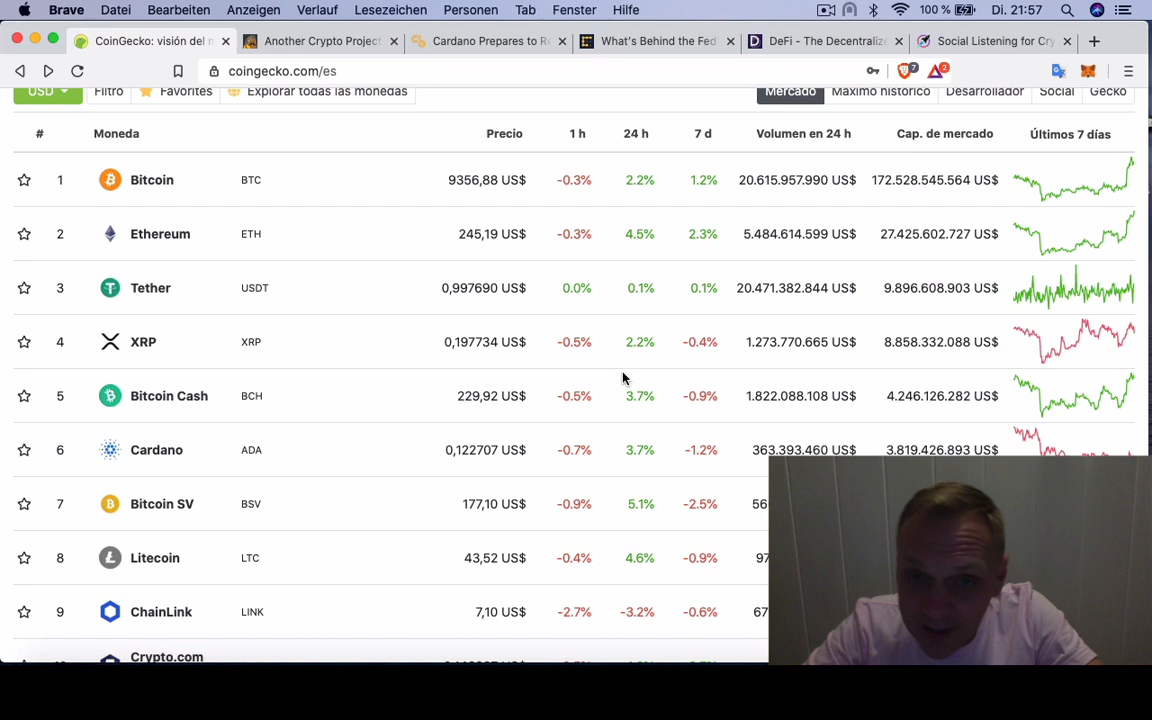 Brave Datei Bearbeiten Anzeigen Verlauf Lesezeichen Personen Tab Fenster Hilfe 100 % Di. 21:57
CoinGecko: visión del Another Crypto Project Cardano Prepares to What's Behind the Fed DeFi - The Decentralize Social Listening for
coingecko.com/es 7 2
USD Filtro Favorites Explorar todas las monedas Mercado Máximo histórico Desarrollador Social Gecko
# Moneda Precio 1 h 24 h 7 d Volumen en 24 h Cap. de mercado Últimos 7 días
1 Bitcoin BTC 9356,88 US$ -0.3% 2.2% 1.2% 20.615.957.990 US$ 172.528.545.564 US$
2 Ethereum ETH 245,19 US$ -0.3% 4.5% 2.3% 5.484.614.599 US$ 27.425.602.727 US$
3 Tether USDT 0,997690 US$ 0.0% 0.1% 0.1% 20.471.382.844 US$ 9.896.608.903 US$
4 XRP XRP 0,197734 US$ -0.5% 2.2% -0.4% 1.273.770.665 US$ 8.858.332.088 US$
5 Bitcoin Cash BCH 229,92 US$ -0.5% 3.7% -0.9% 1.822.088.108 US$ 4.246.126.282 US$
6 Cardano ADA 0,122707 US$ -0.7% 3.7% -1.2% 363.393.460 US$ 3.819.426.893 US$
7 Bitcoin SV BSV 177,10 US$ -0.9% 5.1% -2.5% 56
8 Litecoin LTC 43,52 US$ -0.4% 4.6% -0.9% 97
9 ChainLink LINK 7,10 US$ -2.7% -3.2% -0.6% 67
Crypto.com